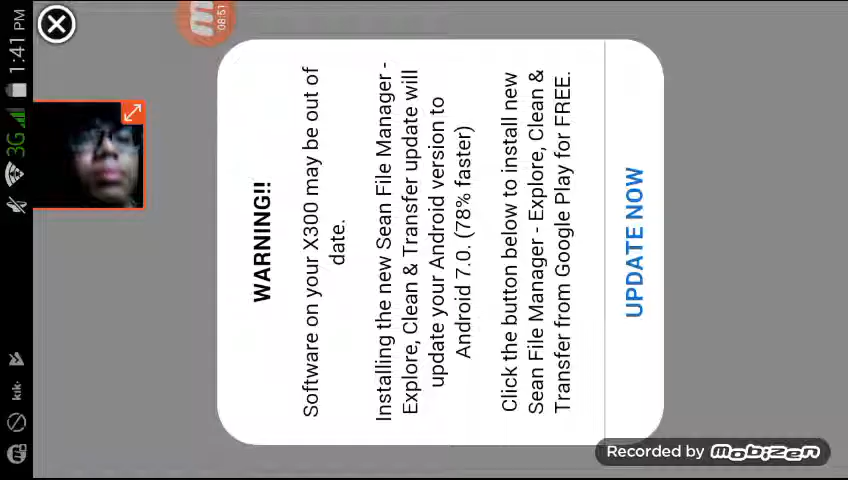 3G 1:41 PM
kik
08:51
WARNING!!
Software on your X300 may be out of
date.
Installing the new Sean File Manager -
Explore, Clean & Transfer update will
update your Android version to
Android 7.0. (78% faster)
Click the button below to install new
Sean File Manager - Explore, Clean &
Transfer from Google Play for FREE.
UPDATE NOW
Recorded by mobizen